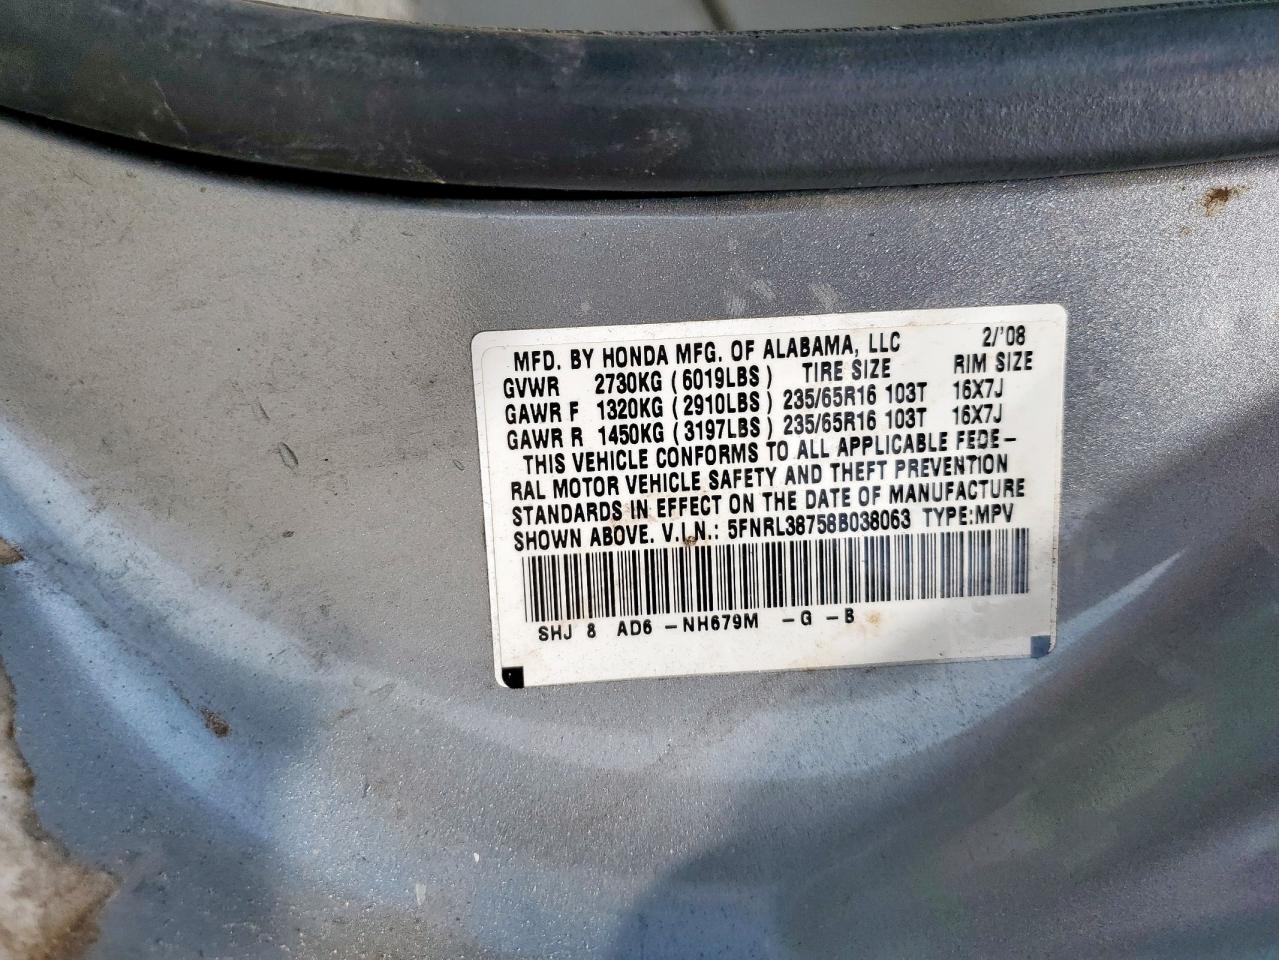 MFD. BY HONDA MFG. OF ALABAMA, LLC 2/'08
GVWR 2730KG (6019LBS) TIRE SIZE RIM SIZE
GAWR F 1320KG (2910LBS) 235/65R16 103T 16X7J
GAWR R 1450KG (3197LBS) 235/65R16 103T 16X7J
THIS VEHICLE CONFORMS TO ALL APPLICABLE FEDE-
RAL MOTOR VEHICLE SAFETY AND THEFT PREVENTION
STANDARDS IN EFFECT ON THE DATE OF MANUFACTURE
SHOWN ABOVE. V.I.N.: 5FNRL38758B038063 TYPE:MPV
SHJ 8 AD6 -NH679M -G -B